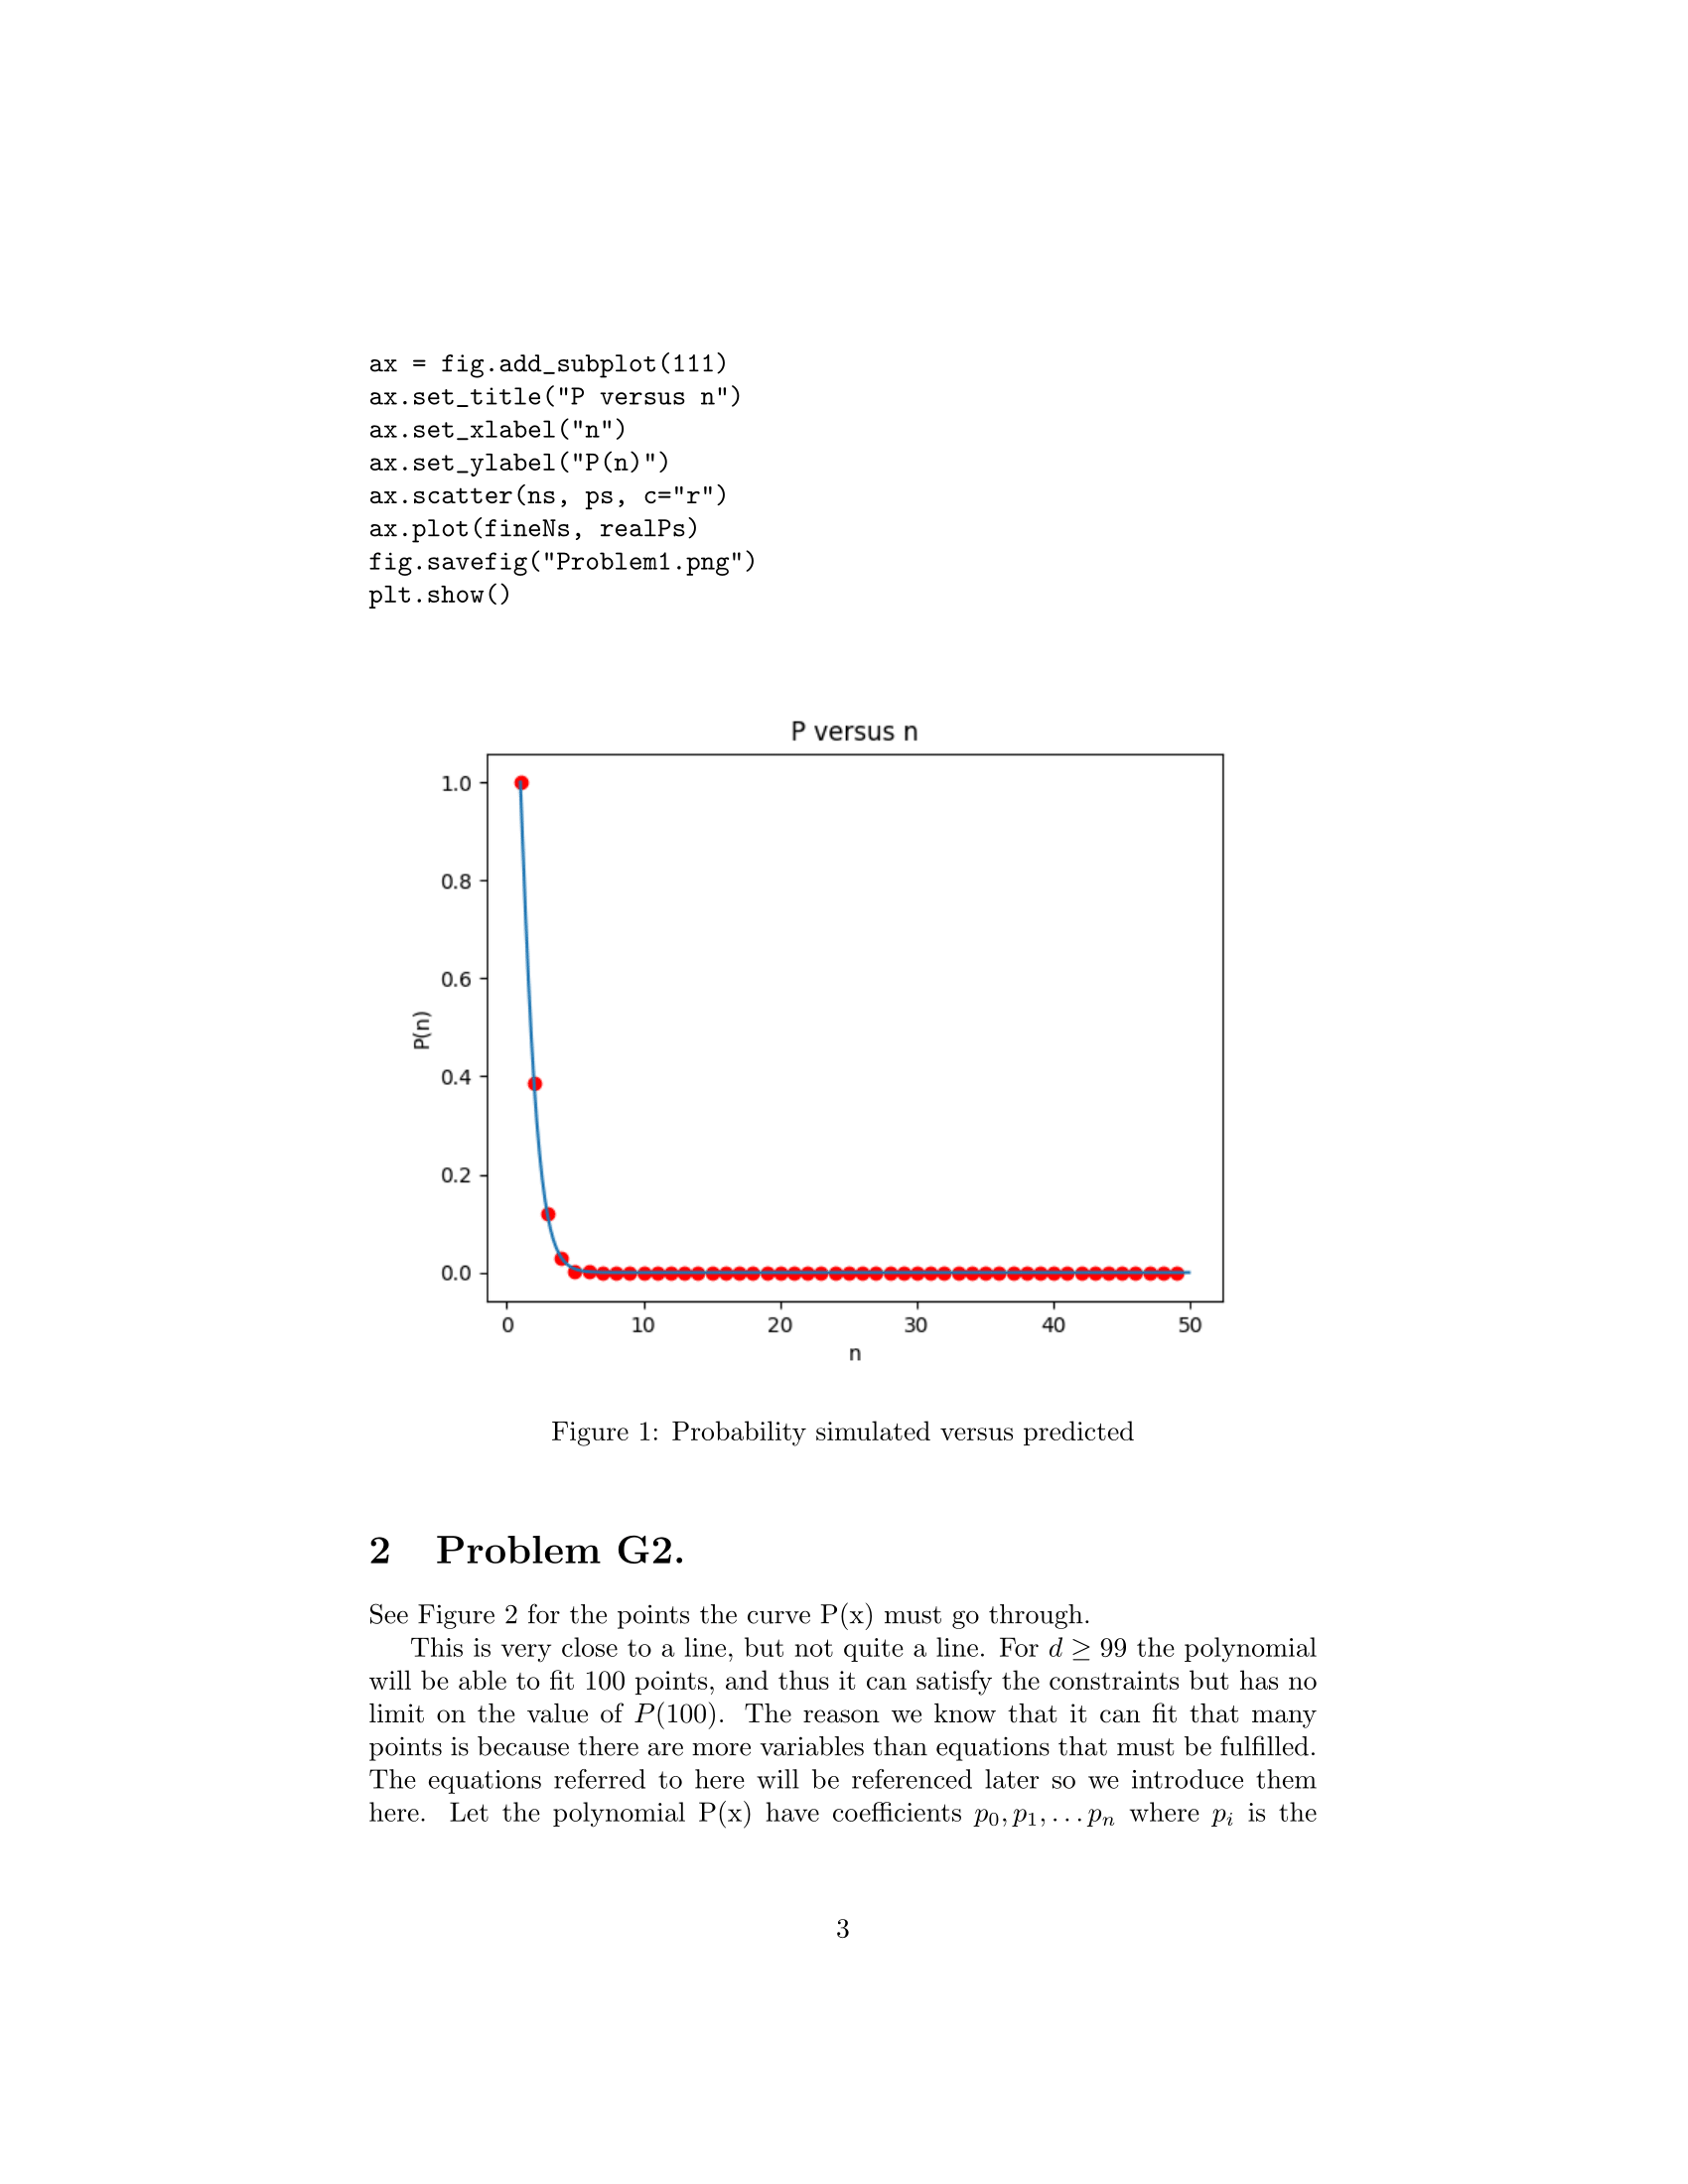 ax = fig.add_subplot(111)
ax.set_title("P versus n")
ax.set_xlabel("n")
ax.set_ylabel("P(n)")
ax.scatter(ns, ps, c="r")
ax.plot(fineNs, realPs)
fig.savefig("Problem1.png")
plt.show()
P versus n
1.0
0.8
0.6
0.4
0.2
0.0
P(n)
0 10 20 30 40 50
n
Figure 1: Probability simulated versus predicted
2 Problem G2.
See Figure 2 for the points the curve P(x) must go through.
This is very close to a line, but not quite a line. For d ≥ 99 the polynomial
will be able to fit 100 points, and thus it can satisfy the constraints but has no
limit on the value of P(100). The reason we know that it can fit that many
points is because there are more variables than equations that must be fulfilled.
The equations referred to here will be referenced later so we introduce them
here. Let the polynomial P(x) have coefficients p₀, p₁, . . . pₙ where pᵢ is the
3